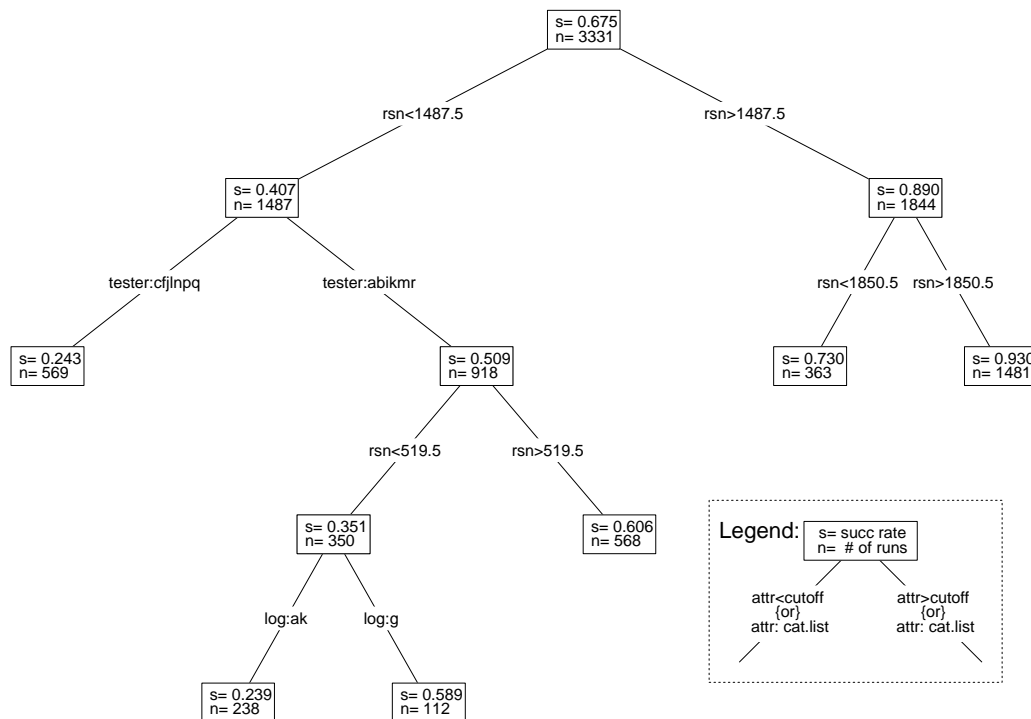 s= 0.675
n= 3331
rsn<1487.5
rsn>1487.5
s= 0.407
n= 1487
s= 0.890
n= 1844
tester:cfjlnpq
tester:abikmr
rsn<1850.5
rsn>1850.5
s= 0.243
n= 569
s= 0.509
n= 918
s= 0.730
n= 363
s= 0.930
n= 1481
rsn<519.5
rsn>519.5
s= 0.351
n= 350
s= 0.606
n= 568
log:ak
log:g
s= 0.239
n= 238
s= 0.589
n= 112
Legend:
s= succ rate
n= # of runs
attr<cutoff
{or}
attr: cat.list
attr>cutoff
{or}
attr: cat.list